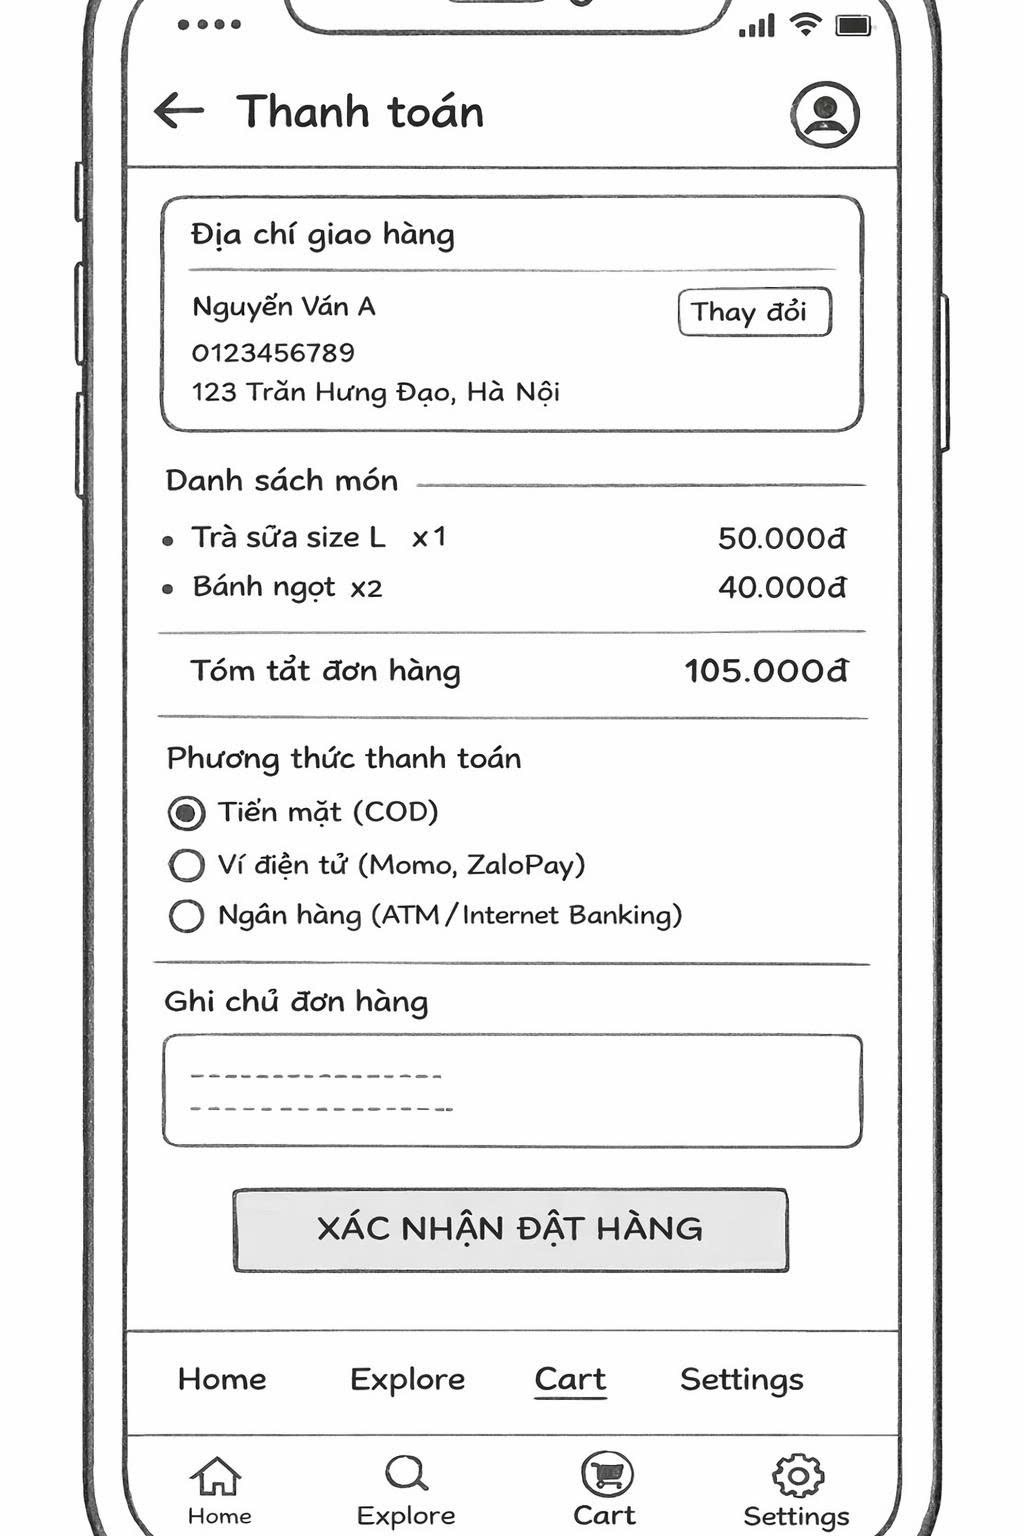 Thanh toán
Địa chí giao hàng
Nguyến Ván A
Thay đổi
0123456789
123 Trăn Hưng Đạo, Hà Nội
Danh sách món
• Trà sữa size L x1 50.000đ
• Bánh ngọt x2 40.000đ
Tóm tẩt đơn hàng 105.000đ
Phương thức thanh toán
Tiến mặt (COD)
Ví điện tử (Momo, ZaloPay)
Ngân hàng (ATM/Internet Banking)
Ghi chủ đơn hàng
XÁC NHẬN ĐẶT HÀNG
Home Explore Cart Settings
Home Explore Cart Settings